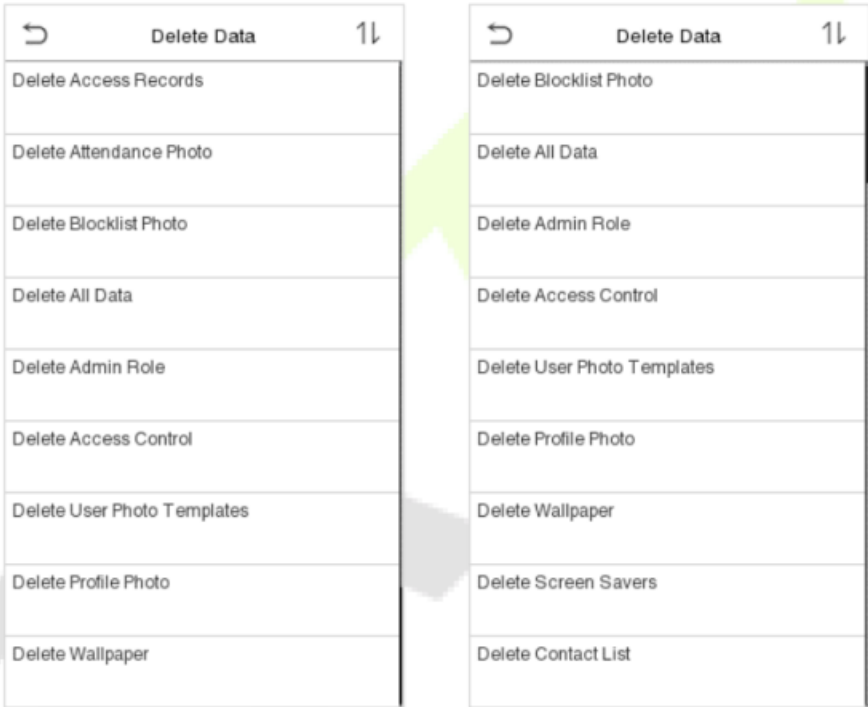 Delete Data
Delete Access Records
Delete Attendance Photo
Delete Blocklist Photo
Delete All Data
Delete Admin Role
Delete Access Control
Delete User Photo Templates
Delete Profile Photo
Delete Wallpaper
Delete Data
Delete Blocklist Photo
Delete All Data
Delete Admin Role
Delete Access Control
Delete User Photo Templates
Delete Profile Photo
Delete Wallpaper
Delete Screen Savers
Delete Contact List